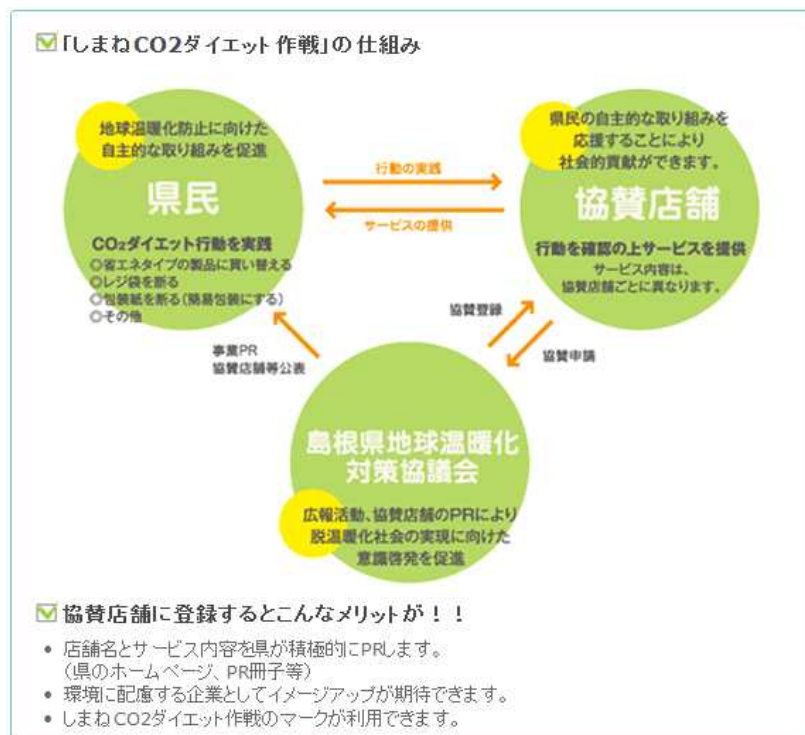 「しまねCO2ダイエット作戦」の仕組み
地球温暖化防止に向けた
自主的な取り組みを促進
県民
CO2ダイエット行動を実践
◎省エネタイプの製品に買い替える
◎レジ袋を断る
◎包装紙を断る(簡易包装にする)
◎その他
行動の実践
サービスの提供
県民の自主的な取り組みを
応援することにより
社会的貢献ができます。
協賛店舗
行動を確認の上サービスを提供
サービス内容は、
協賛店舗ごとに異なります。
事業PR
協賛店舗等公表
協賛登録
協賛申請
島根県地球温暖化
対策協議会
広報活動、協賛店舗のPRにより
脱温暖化社会の実現に向けた
意識啓発を促進
協賛店舗に登録するとこんなメリットが!!
• 店舗名とサービス内容を県が積極的にPRします。
(県のホームページ、PR冊子等)
• 環境に配慮する企業としてイメージアップが期待できます。
• しまねCO2ダイエット作戦のマークが利用できます。